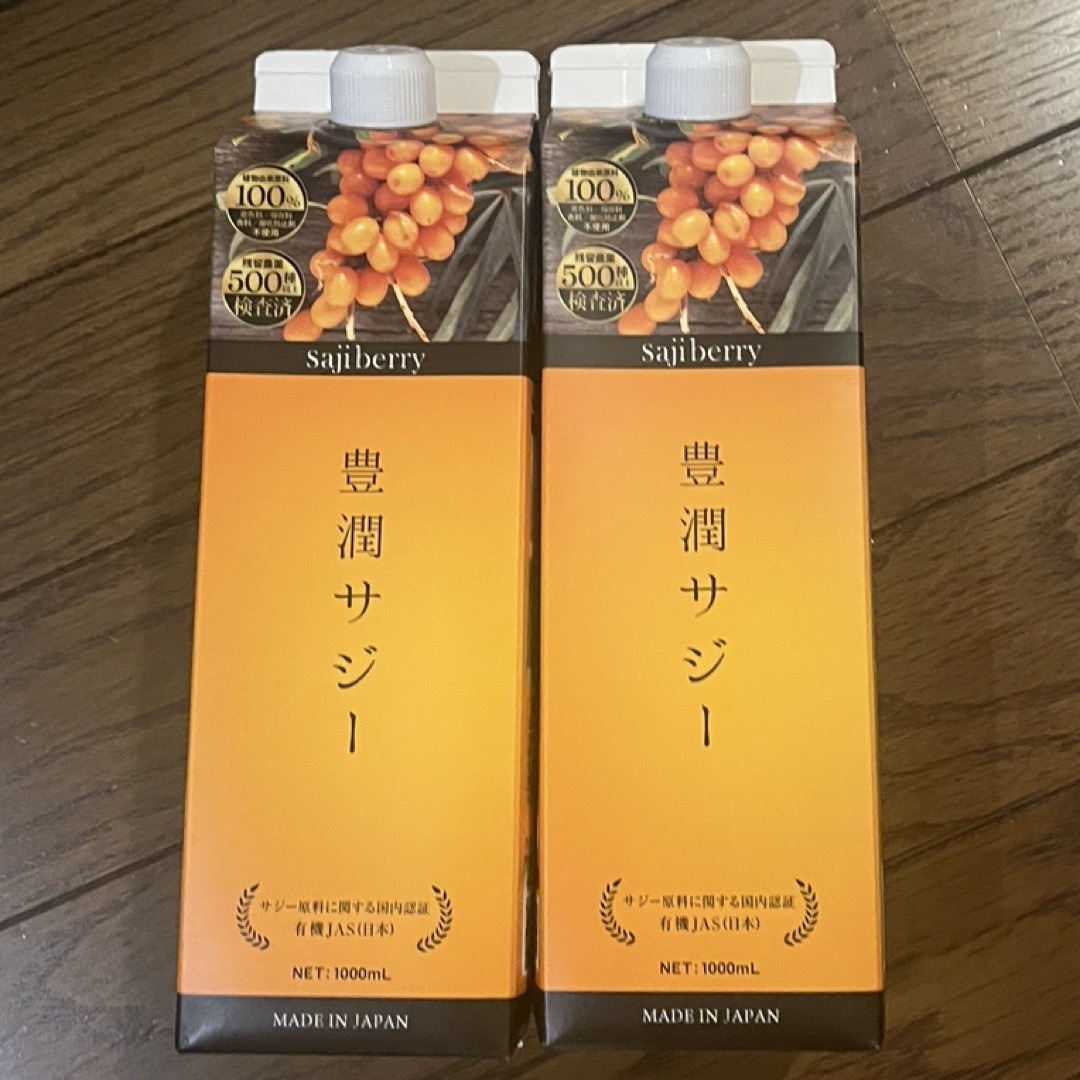 植物由来原料
100%
着色料・保存料
香料・酸化防止剤
不使用
残留農薬
500種以上
検査済
sajiberry
豊潤サジー
サジー原料に関する国内認証
有機JAS(日本)
NET: 1000mL
MADE IN JAPAN
植物由来原料
100%
着色料・保存料
香料・酸化防止剤
不使用
残留農薬
500種以上
検査済
sajiberry
豊潤サジー
サジー原料に関する国内認証
有機JAS(日本)
NET: 1000mL
MADE IN JAPAN